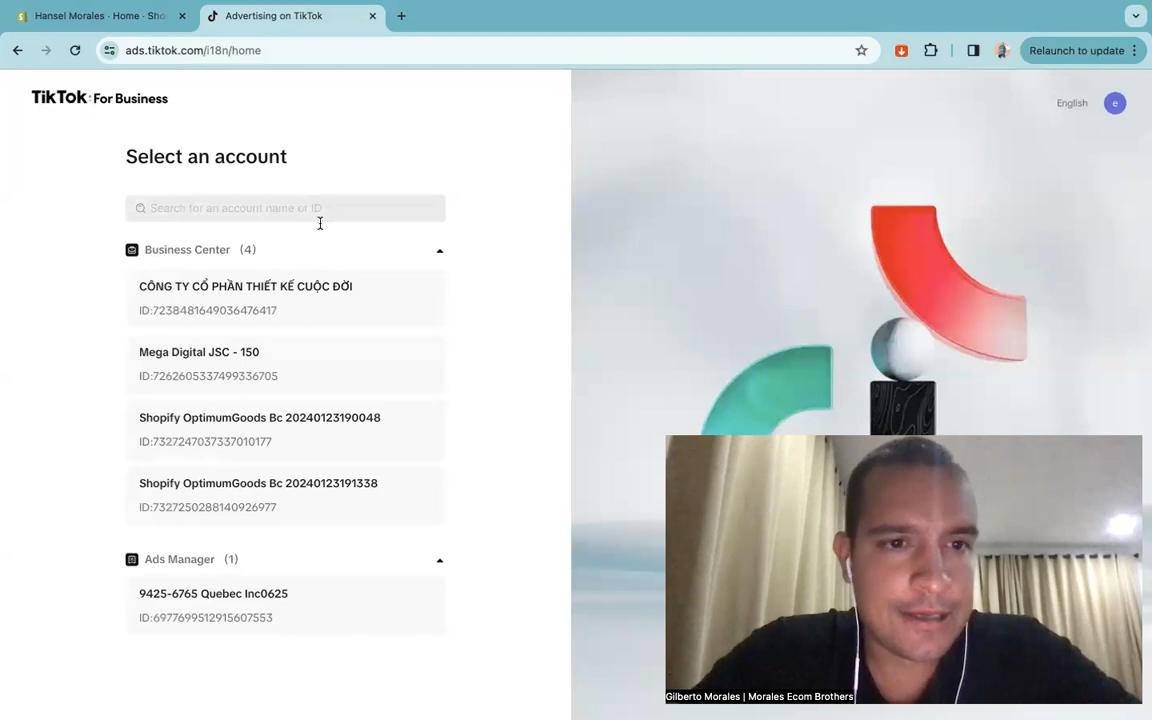 Hansel Morales · Home · Sho
Advertising on TikTok
ads.tiktok.com/i18n/home
Relaunch to update
TikTok: For Business
English
e
Select an account
Search for an account name or ID
Business Center (4)
CÔNG TY CỔ PHẦN THIẾT KẾ CUỘC ĐỜI
ID:7238481649036476417
Mega Digital JSC - 150
ID:7262605337499336705
Shopify OptimumGoods Bc 20240123190048
ID:7327247037337010177
Shopify OptimumGoods Bc 20240123191338
ID:7327250288140926977
Ads Manager (1)
9425-6765 Quebec Inc0625
ID:6977699512915607553
Gilberto Morales | Morales Ecom Brothers